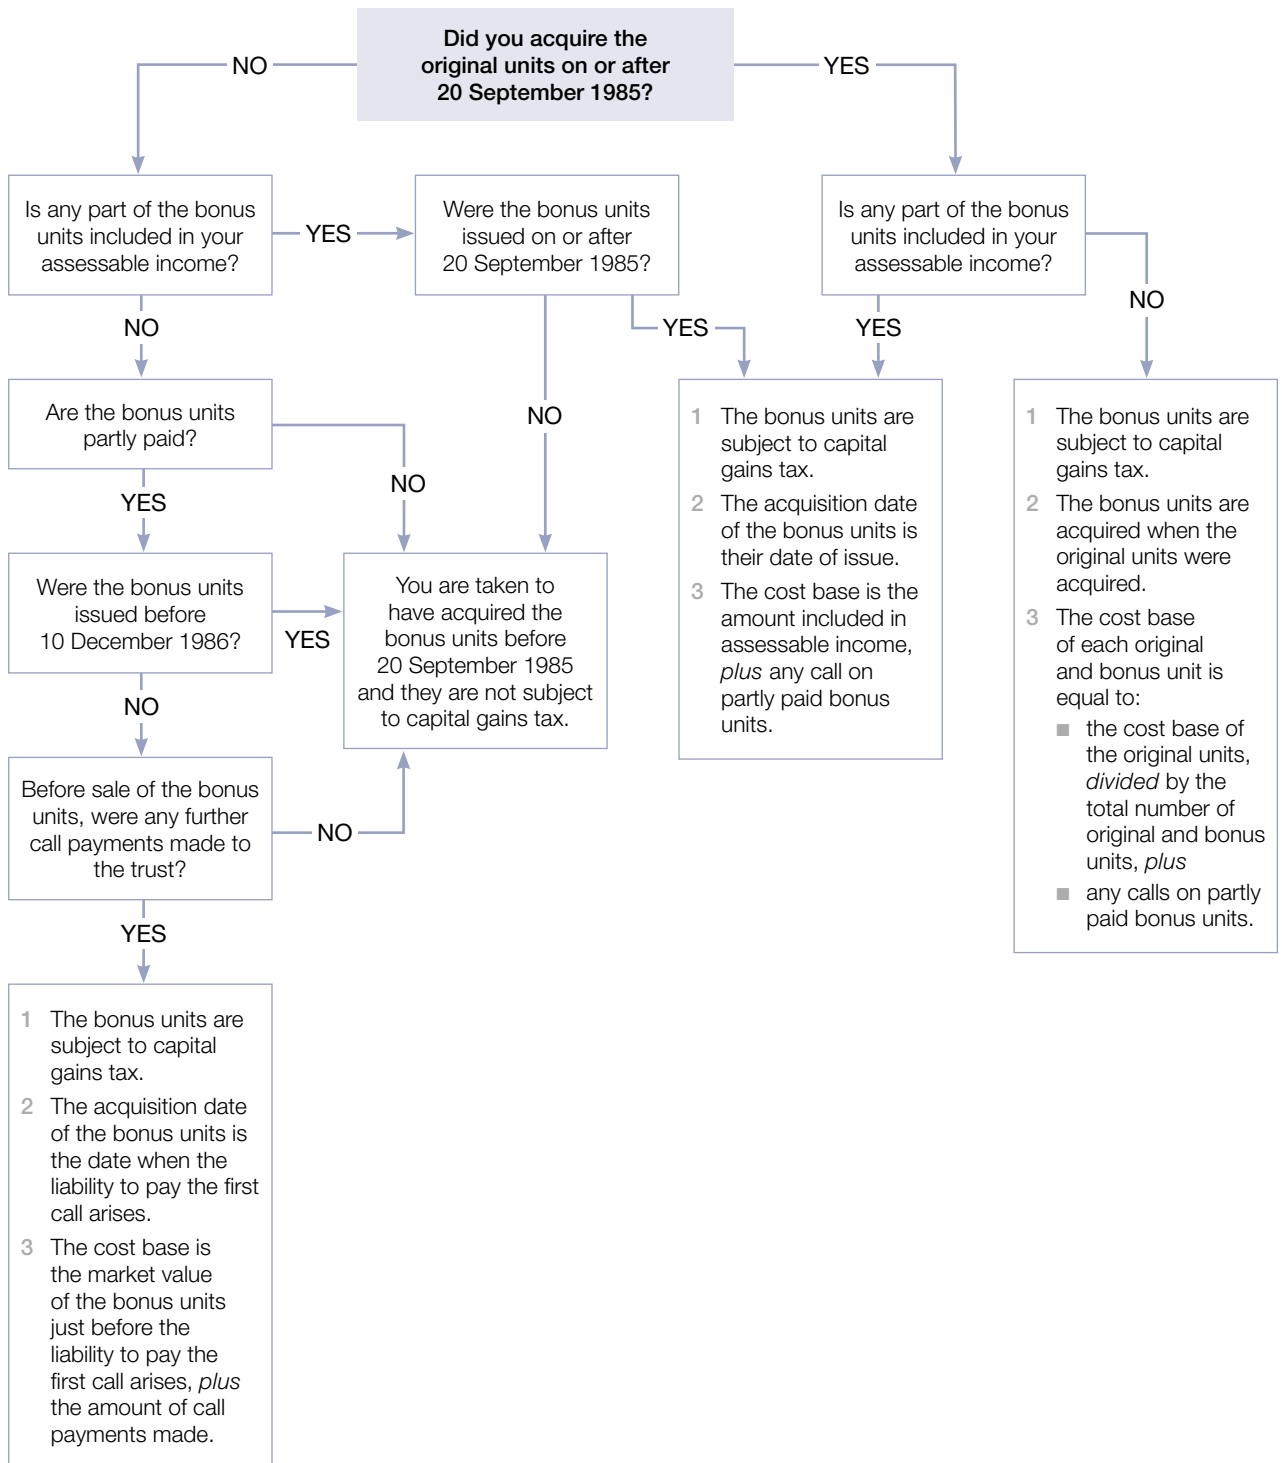 Did you acquire the
original units on or after
20 September 1985?
NO
YES
Is any part of the bonus
units included in your
assessable income?
YES
Were the bonus units
issued on or after
20 September 1985?
Is any part of the bonus
units included in your
assessable income?
NO
YES
YES
NO
NO
Are the bonus units
partly paid?
NO
YES
Were the bonus units
issued before
10 December 1986?
YES
You are taken to
have acquired the
bonus units before
20 September 1985
and they are not subject
to capital gains tax.
1 The bonus units are
subject to capital
gains tax.
2 The acquisition date
of the bonus units is
their date of issue.
3 The cost base is the
amount included in
assessable income,
plus any call on
partly paid bonus
units.
1 The bonus units are
subject to capital
gains tax.
2 The bonus units are
acquired when the
original units were
acquired.
3 The cost base
of each original
and bonus unit is
equal to:
■ the cost base of
the original units,
divided by the
total number of
original and bonus
units, plus
■ any calls on partly
paid bonus units.
NO
Before sale of the bonus
units, were any further
call payments made to
the trust?
NO
YES
1 The bonus units are
subject to capital
gains tax.
2 The acquisition date
of the bonus units is
the date when the
liability to pay the first
call arises.
3 The cost base is
the market value
of the bonus units
just before the
liability to pay the
first call arises, plus
the amount of call
payments made.